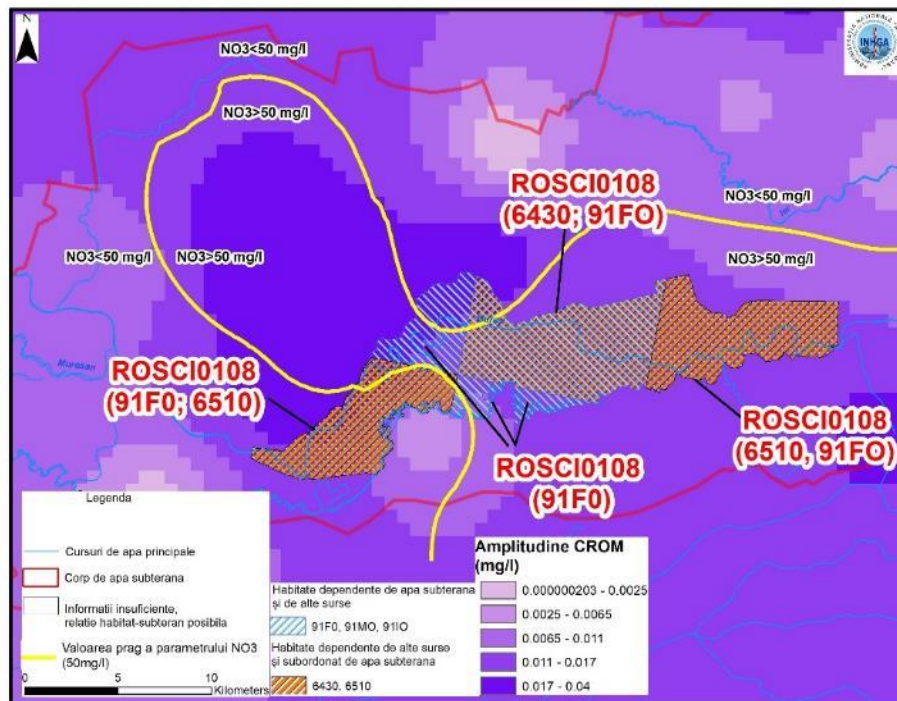 N
NO3<50 mg/l
NO3>50 mg/l
INHGA
ROSCI0108
(6430; 91FO)
NO3<50 mg/l
NO3<50 mg/l
NO3>50 mg/l
NO3>50 mg/l
ROSCI0108
(91F0; 6510)
ROSCI0108
(6510, 91FO)
ROSCI0108
(91F0)
Legenda
Cursuri de apa principale
Corp de apa subterana
Informatii insuficiente,
relatie habitat-subteran posibila
Valoarea prag a parametrului NO3
(50mg/l)
0 5 10
Kilometers
Habitate dependente de apa subterana
și de alte surse
91F0, 91MO, 91IO
Habitate dependente de alte surse
și subordonat de apa subterana
6430, 6510
Amplitudine CROM
(mg/l)
0.000000203 - 0.0025
0.0025 - 0.0065
0.0065 - 0.011
0.011 - 0.017
0.017 - 0.04